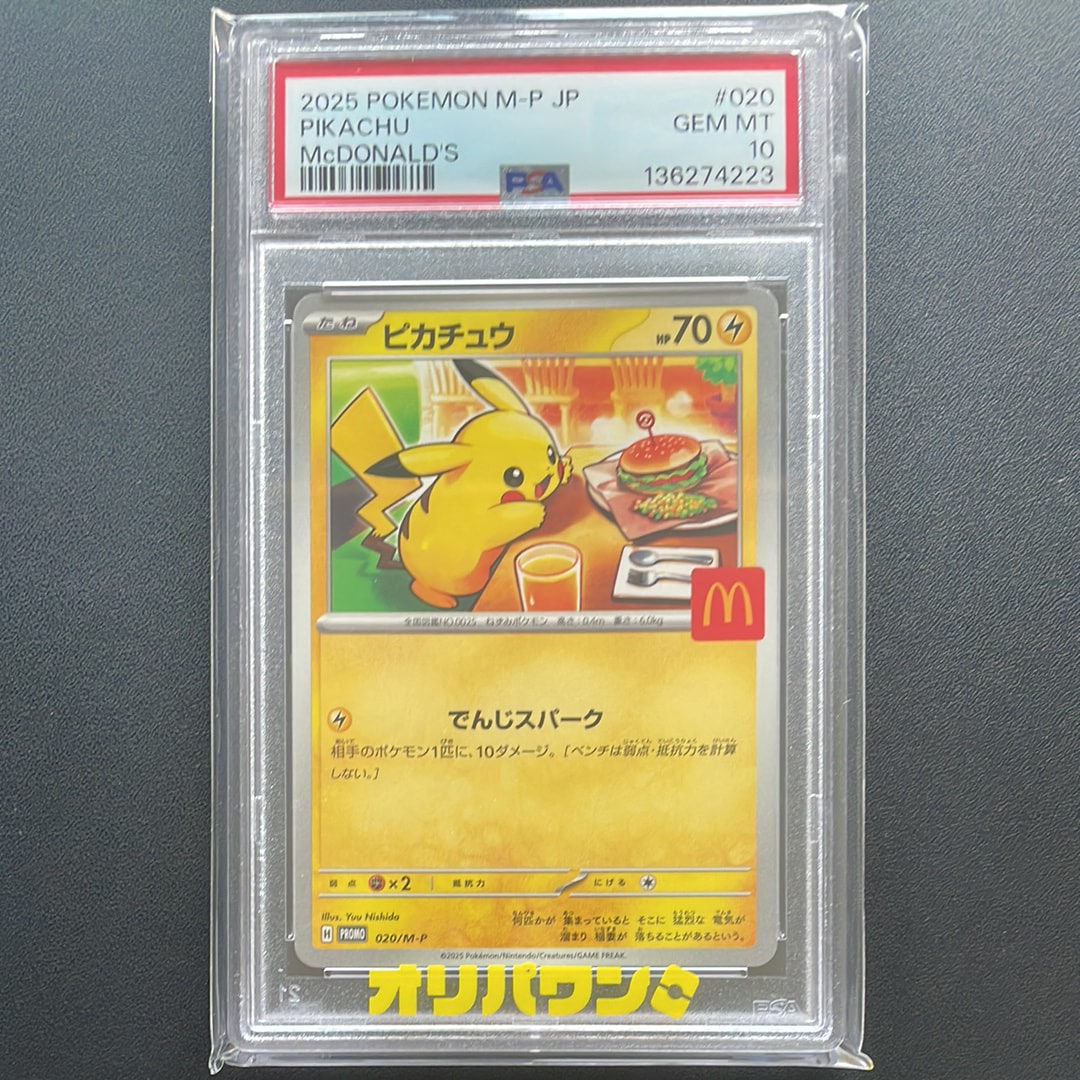 2025 POKEMON M-P JP #020
PIKACHU GEM MT
McDONALD'S 10
PSA 136274223
たね ピカチュウ HP70
全国図鑑NO.0025 ねずみポケモン 高さ:0.4m 重さ:6.0kg
でんじスパーク
相手のポケモン1匹に、10ダメージ。[ベンチは弱点・抵抗力を計算
しない。]
弱点 ×2 抵抗力 にげる
Illus. Yuu Nishida
何匹かが 集まっていると そこに 猛烈な 電気が
溜まり 稲妻が 落ちることがあるという。
H PROMO 020/M-P
©2025 Pokémon/Nintendo/Creatures/GAME FREAK.
オリパワン
PSA